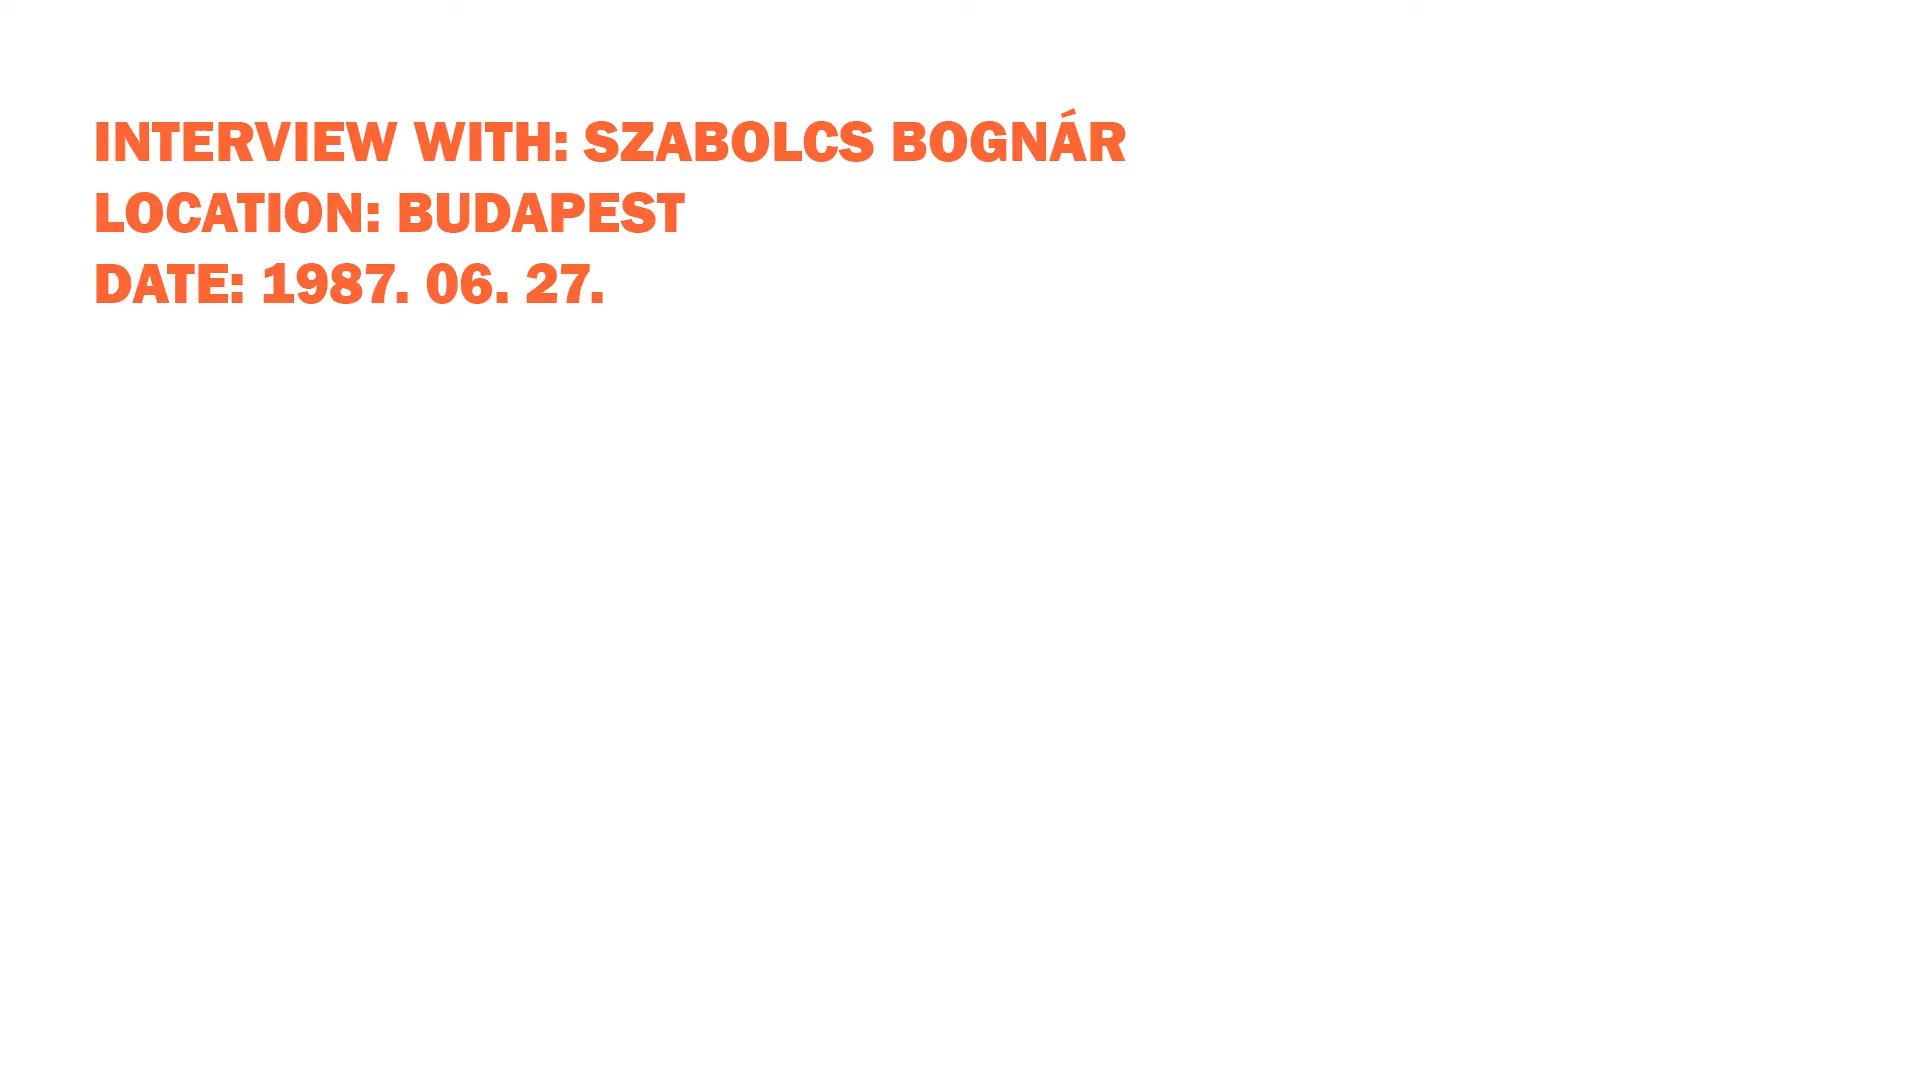 INTERVIEW WITH: SZABOLCS BOGNÁR
LOCATION: BUDAPEST
DATE: 1987. 06. 27.